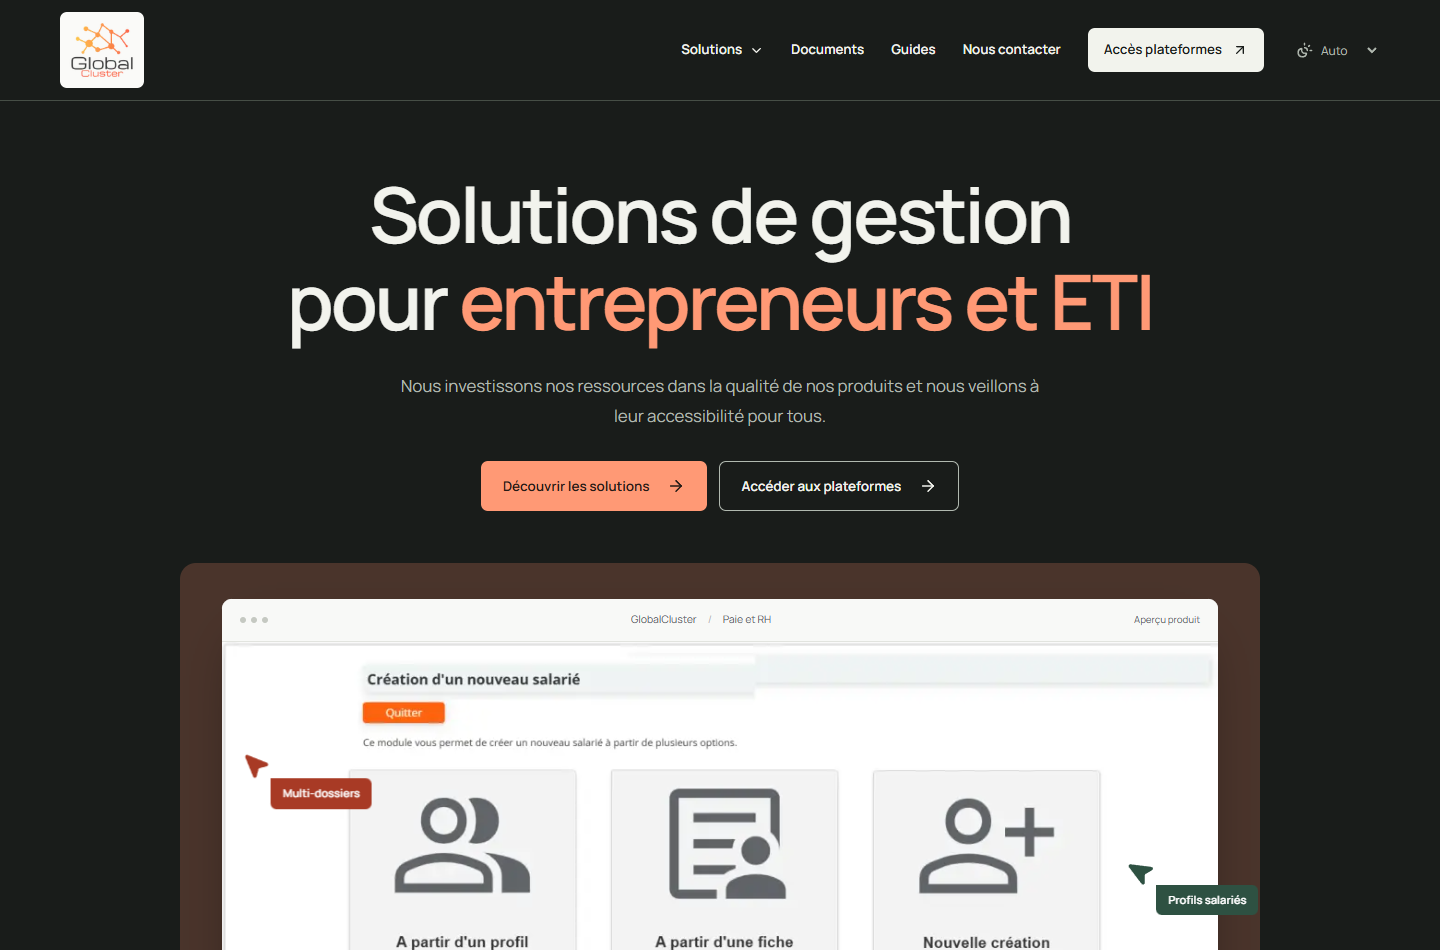 Global
Cluster
Solutions
Documents
Guides
Nous contacter
Accès plateformes
Auto
Solutions de gestion
pour entrepreneurs et ETI
Nous investissons nos ressources dans la qualité de nos produits et nous veillons à
leur accessibilité pour tous.
Découvrir les solutions
Accéder aux plateformes
GlobalCluster / Paie et RH
Aperçu produit
Création d'un nouveau salarié
Quitter
Ce module vous permet de créer un nouveau salarié à partir de plusieurs options.
Multi-dossiers
Profils salariés
A partir d'un profil
A partir d'une fiche
Nouvelle création